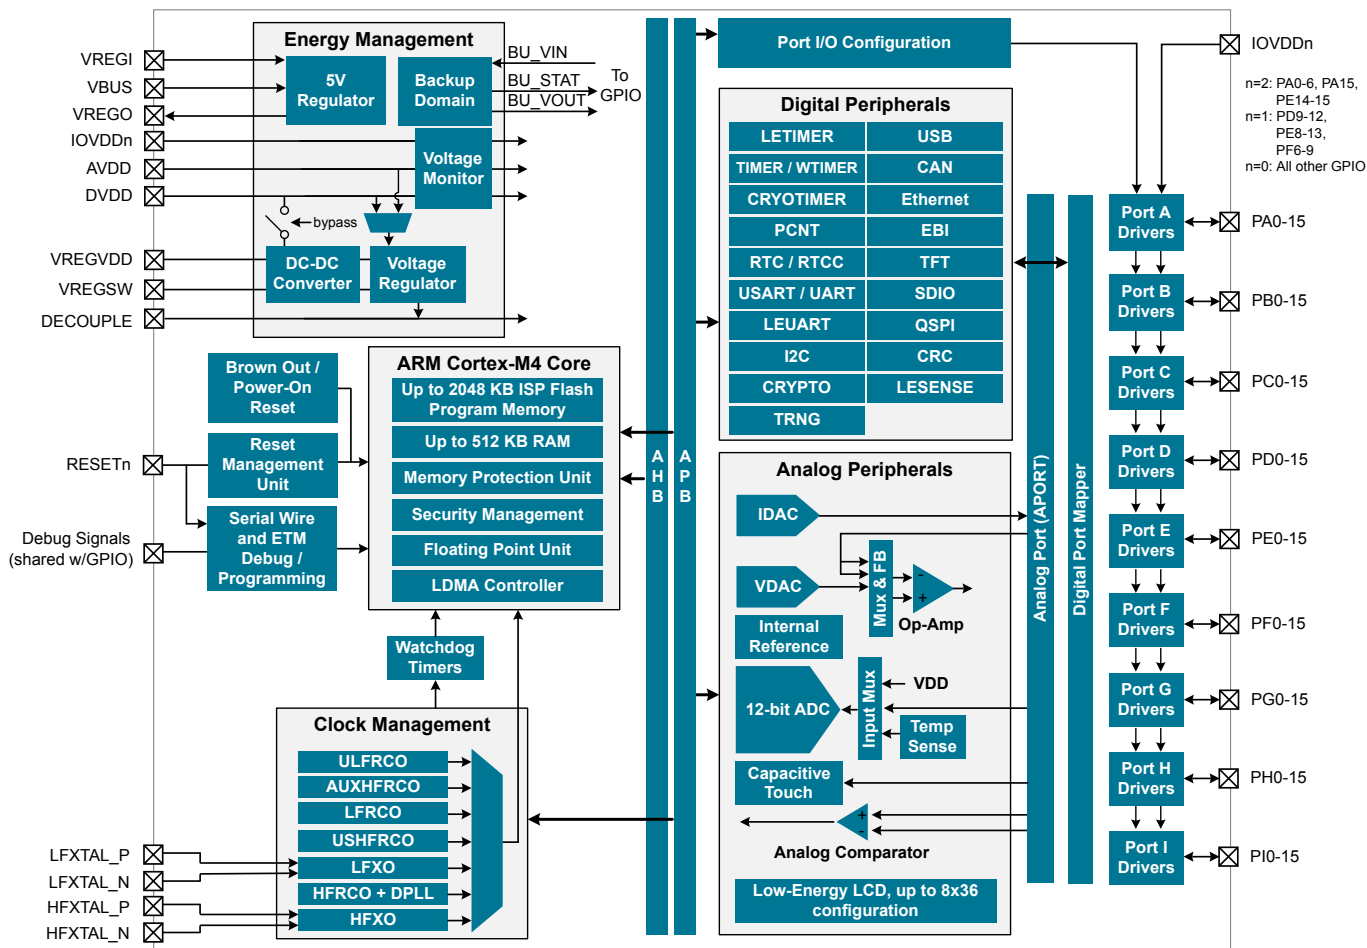 VREGI
VBUS
VREGO
IOVDDn
AVDD
DVDD
VREGVDD
VREGSW
DECOUPLE
Energy Management
5V
Regulator
Backup
Domain
BU_VIN
BU_STAT
BU_VOUT
To
GPIO
Voltage
Monitor
bypass
DC-DC
Converter
Voltage
Regulator
Brown Out /
Power-On
Reset
Reset
Management
Unit
Serial Wire
and ETM
Debug /
Programming
RESETn
Debug Signals
(shared w/GPIO)
ARM Cortex-M4 Core
Up to 2048 KB ISP Flash
Program Memory
Up to 512 KB RAM
Memory Protection Unit
Security Management
Floating Point Unit
LDMA Controller
Watchdog
Timers
Clock Management
ULFRCO
AUXHFRCO
LFRCO
USHFRCO
LFXO
HFRCO + DPLL
HFXO
LFXTAL_P
LFXTAL_N
HFXTAL_P
HFXTAL_N
A
H
B
A
P
B
Port I/O Configuration
Digital Peripherals
LETIMER
USB
TIMER / WTIMER
CAN
CRYOTIMER
Ethernet
PCNT
EBI
RTC / RTCC
TFT
USART / UART
SDIO
LEUART
QSPI
I2C
CRC
CRYPTO
LESENSE
TRNG
Analog Peripherals
IDAC
VDAC
Mux & FB
-
+
Op-Amp
Internal
Reference
12-bit ADC
Input Mux
VDD
Temp
Sense
Capacitive
Touch
+
-
Analog Comparator
Low-Energy LCD, up to 8x36
configuration
Analog Port (APORT)
Digital Port Mapper
IOVDDn
n=2: PA0-6, PA15,
PE14-15
n=1: PD9-12,
PE8-13,
PF6-9
n=0: All other GPIO
Port A
Drivers
PA0-15
Port B
Drivers
PB0-15
Port C
Drivers
PC0-15
Port D
Drivers
PD0-15
Port E
Drivers
PE0-15
Port F
Drivers
PF0-15
Port G
Drivers
PG0-15
Port H
Drivers
PH0-15
Port I
Drivers
PI0-15